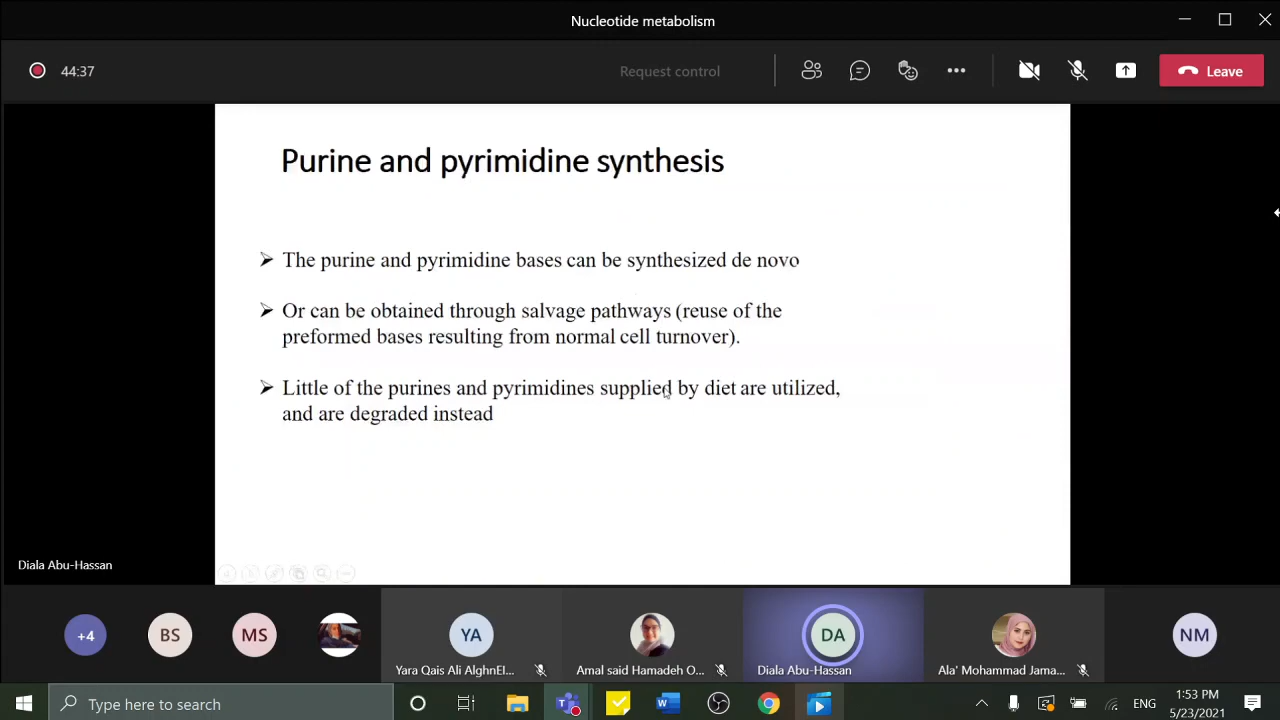 Nucleotide metabolism
44:37
Request control
Leave
Purine and pyrimidine synthesis
➢ The purine and pyrimidine bases can be synthesized de novo
➢ Or can be obtained through salvage pathways (reuse of the
preformed bases resulting from normal cell turnover).
➢ Little of the purines and pyrimidines supplied by diet are utilized,
and are degraded instead
Diala Abu-Hassan
+4
BS
MS
YA
DA
NM
Yara Qais Ali AlghnEl...
Amal said Hamadeh O...
Diala Abu-Hassan
Ala' Mohammad Jama...
Type here to search
ENG
1:53 PM
5/23/2021